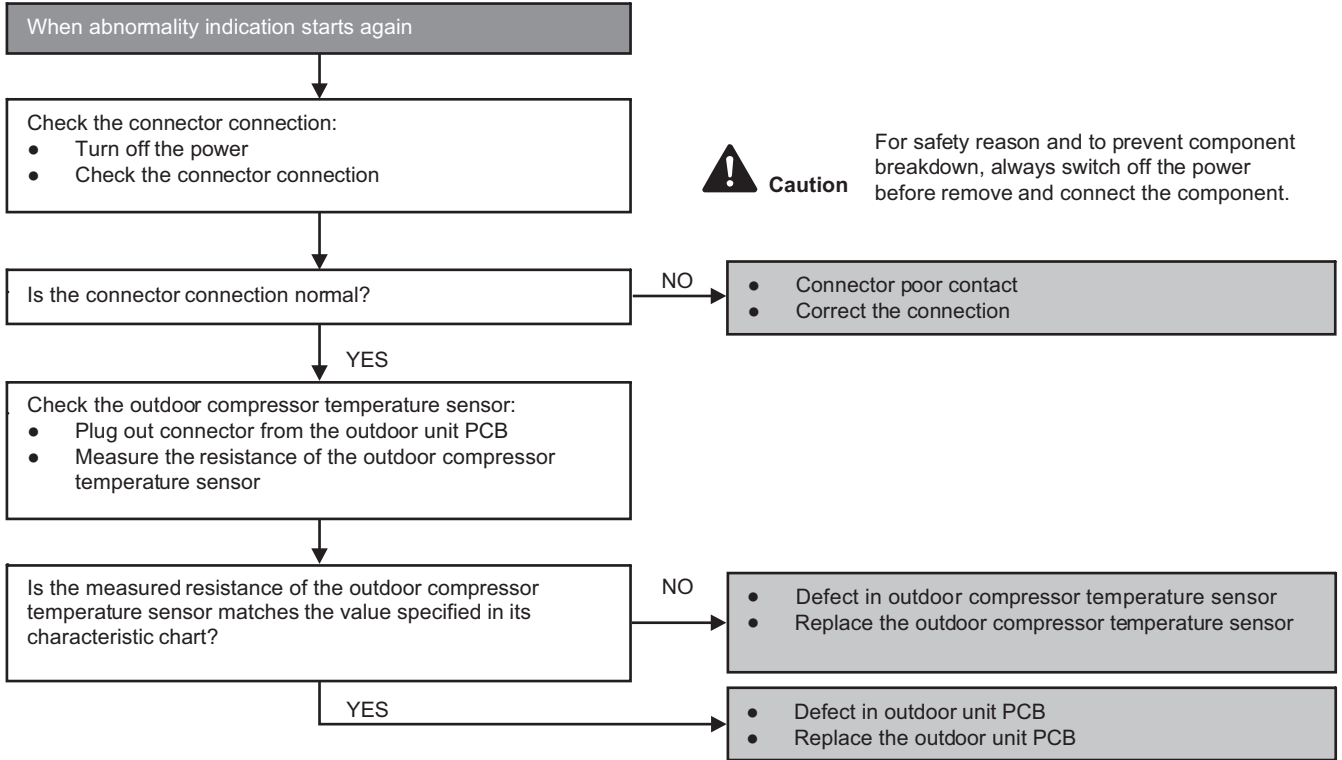 When abnormality indication starts again
Check the connector connection:
● Turn off the power
● Check the connector connection
Caution
For safety reason and to prevent component
breakdown, always switch off the power
before remove and connect the component.
Is the connector connection normal?
NO
● Connector poor contact
● Correct the connection
YES
Check the outdoor compressor temperature sensor:
● Plug out connector from the outdoor unit PCB
● Measure the resistance of the outdoor compressor
temperature sensor
Is the measured resistance of the outdoor compressor
temperature sensor matches the value specified in its
characteristic chart?
NO
● Defect in outdoor compressor temperature sensor
● Replace the outdoor compressor temperature sensor
YES
● Defect in outdoor unit PCB
● Replace the outdoor unit PCB